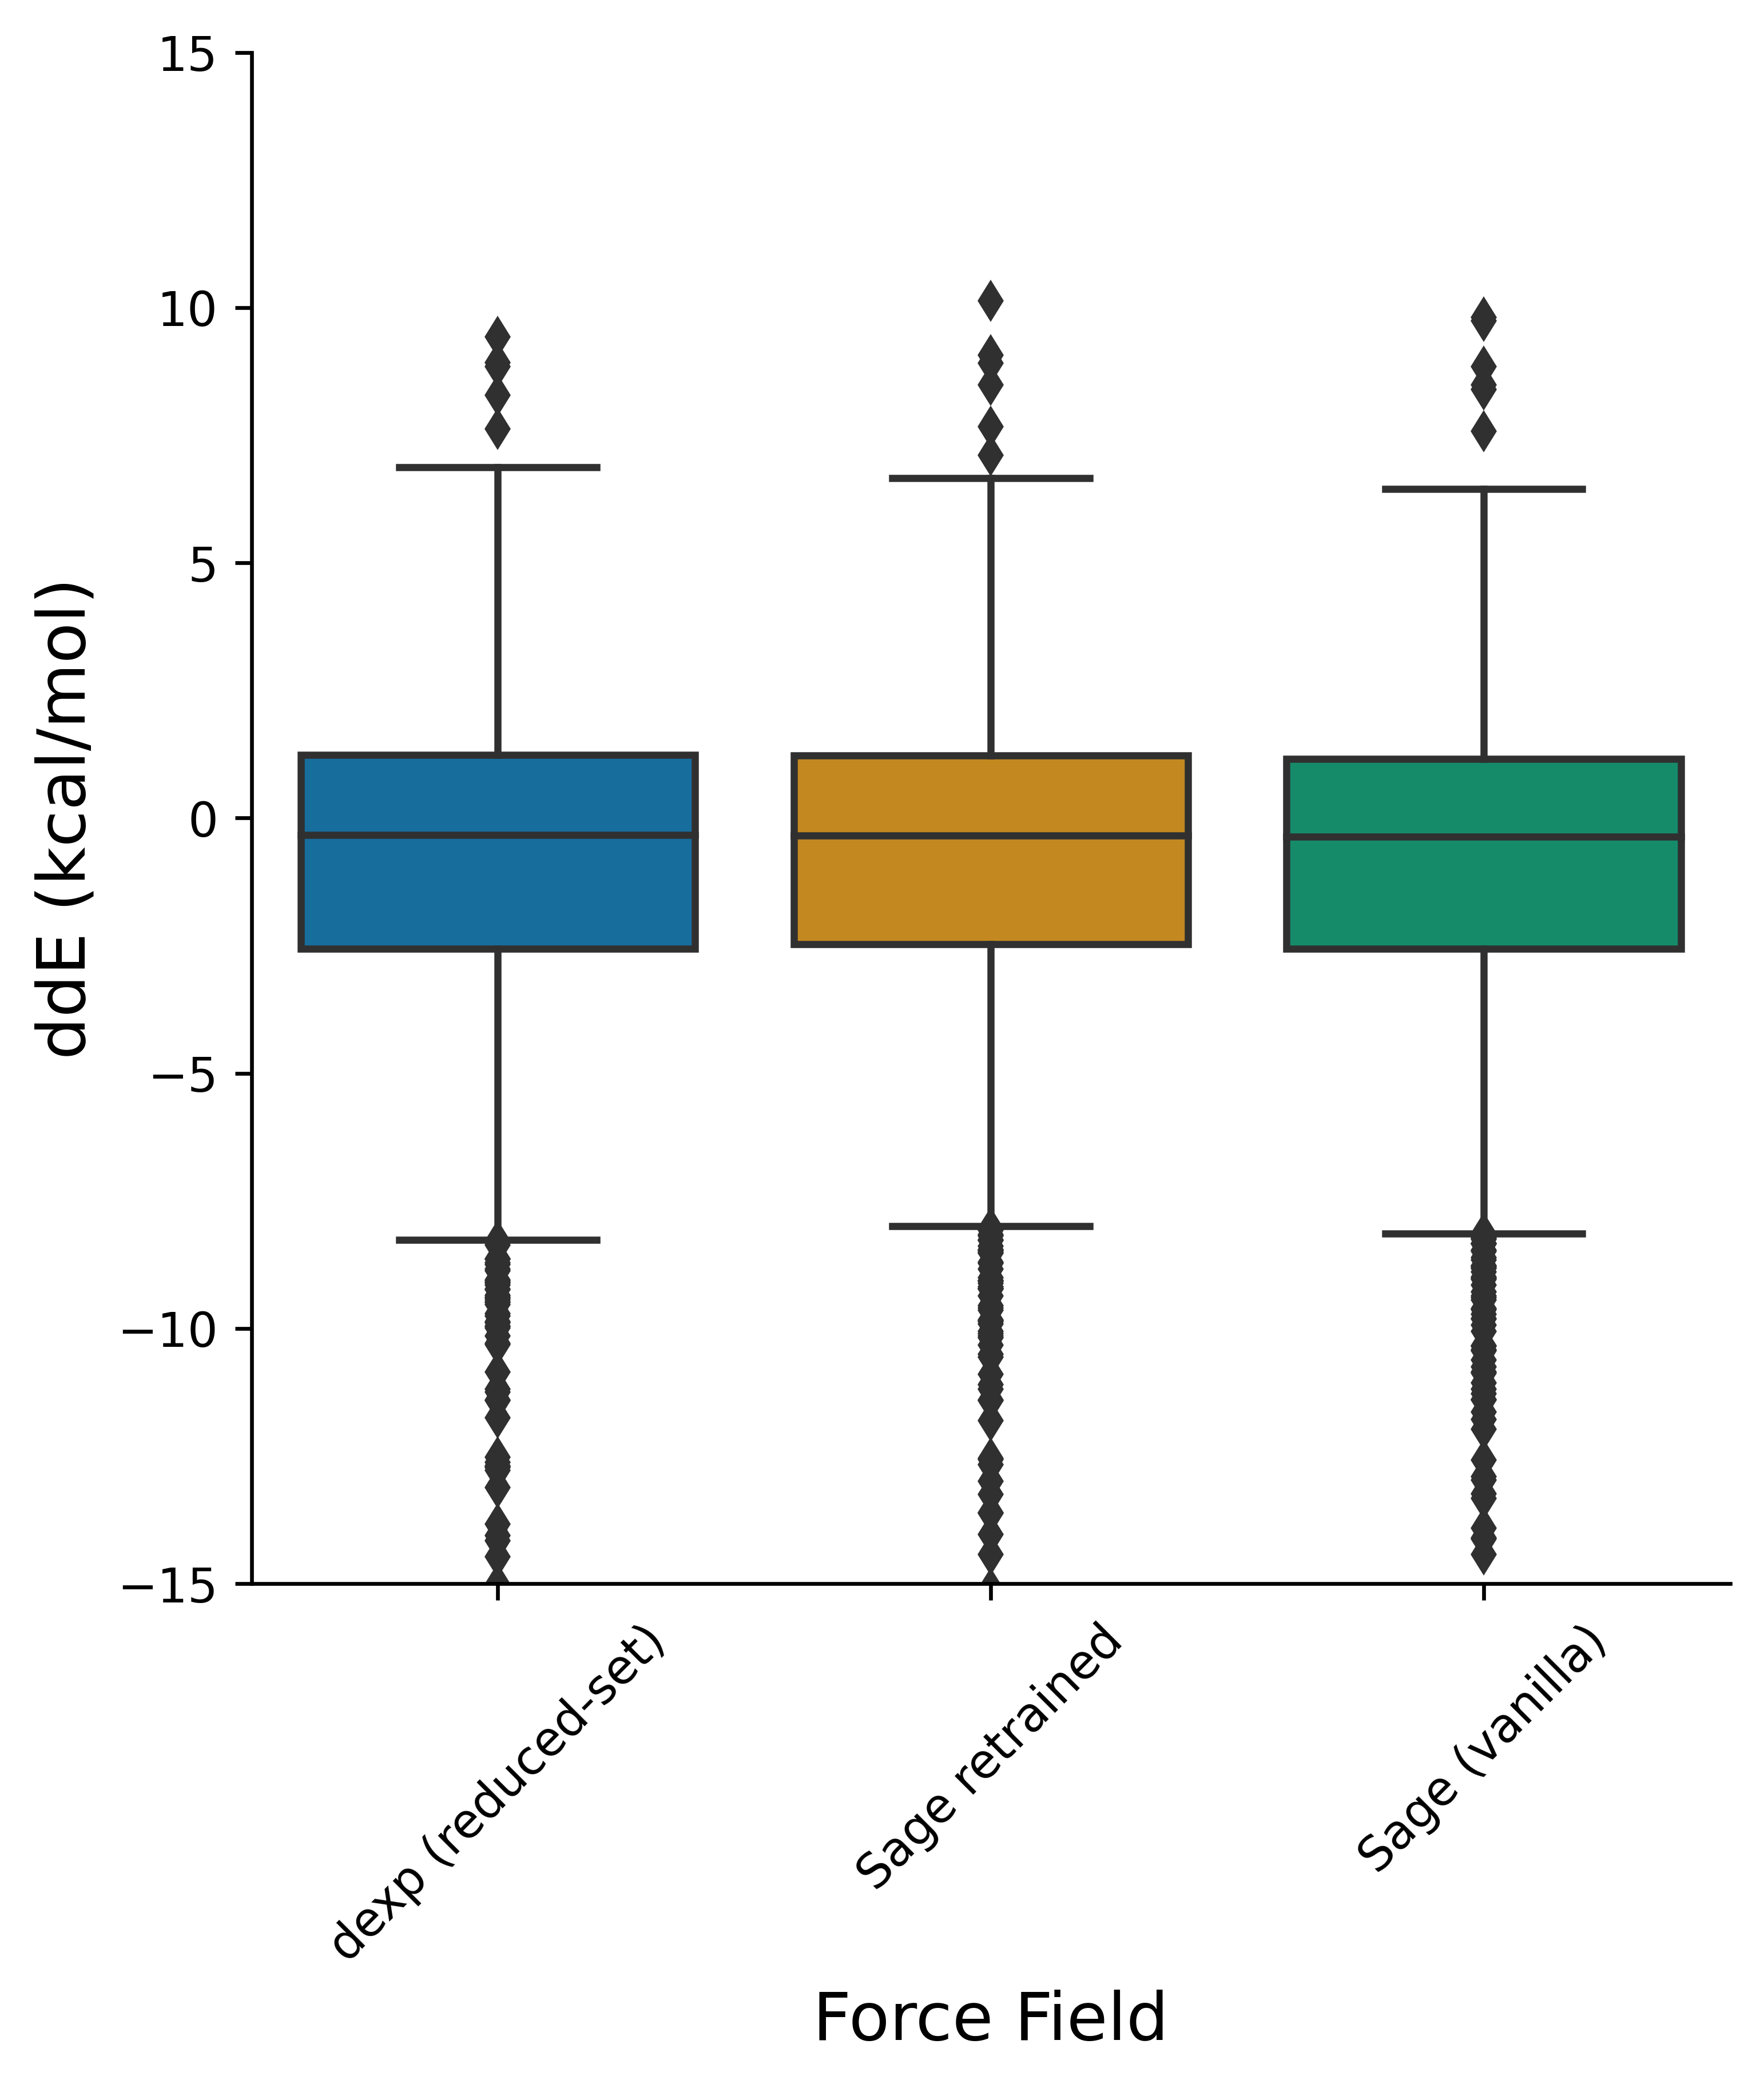 15
10
5
0
−5
−10
−15
ddE (kcal/mol)
dexp (reduced-set)
Sage retrained
Sage (vanilla)
Force Field